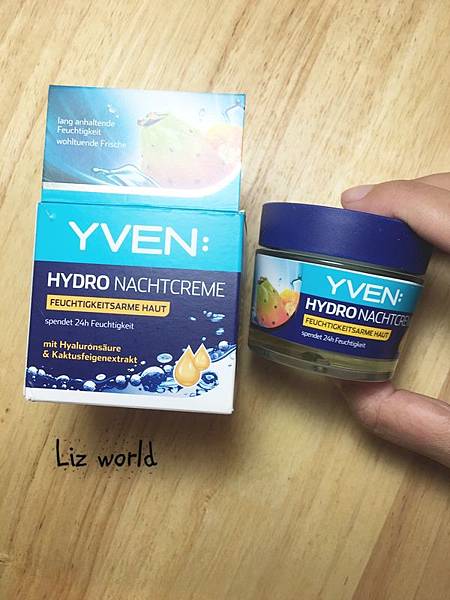 lang anhaltende
Feuchtigkeit
wohltuende Frische
YVEN:
HYDRO NACHTCREME
FEUCHTIGKEITSARME HAUT
spendet 24h Feuchtigkeit
mit Hyaluronsäure
& Kaktusfeigenextrakt
YVEN:
HYDRO NACHTCREM
FEUCHTIGKEITSARME HAUT
spendet 24h Feuchtigkeit
Liz world